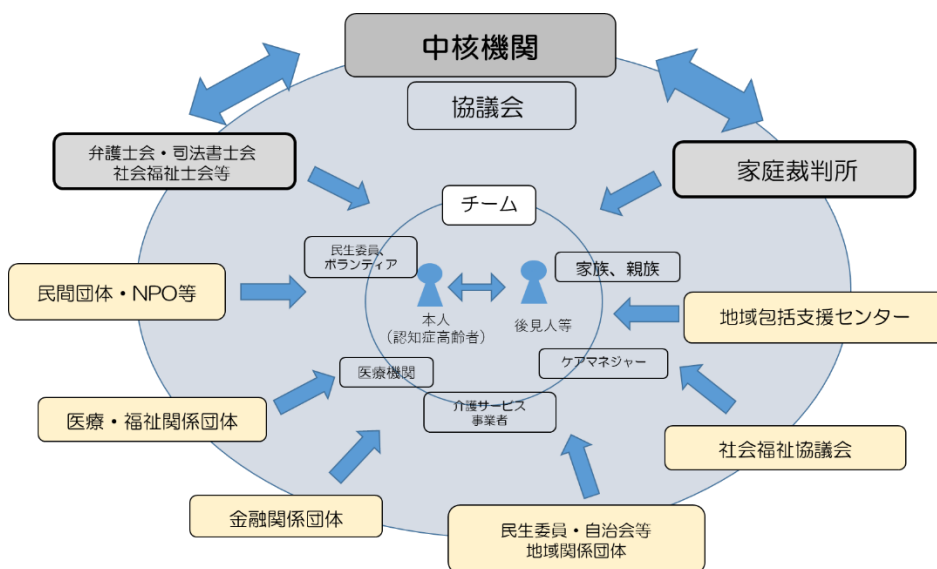 中核機関
協議会
弁護士会・司法書士会
社会福祉士会等
家庭裁判所
チーム
民生委員、
ボランティア
家族、親族
民間団体・NPO等
本人
(認知症高齢者)
後見人等
地域包括支援センター
医療機関
ケアマネジャー
介護サービス
事業者
医療・福祉関係団体
社会福祉協議会
金融関係団体
民生委員・自治会等
地域関係団体